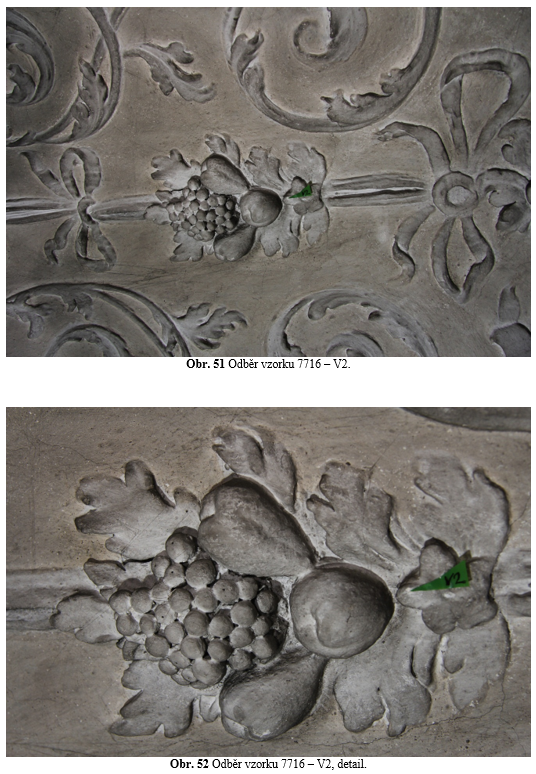 Obr. 51 Odběr vzorku 7716 – V2.
V2
Obr. 52 Odběr vzorku 7716 – V2, detail.